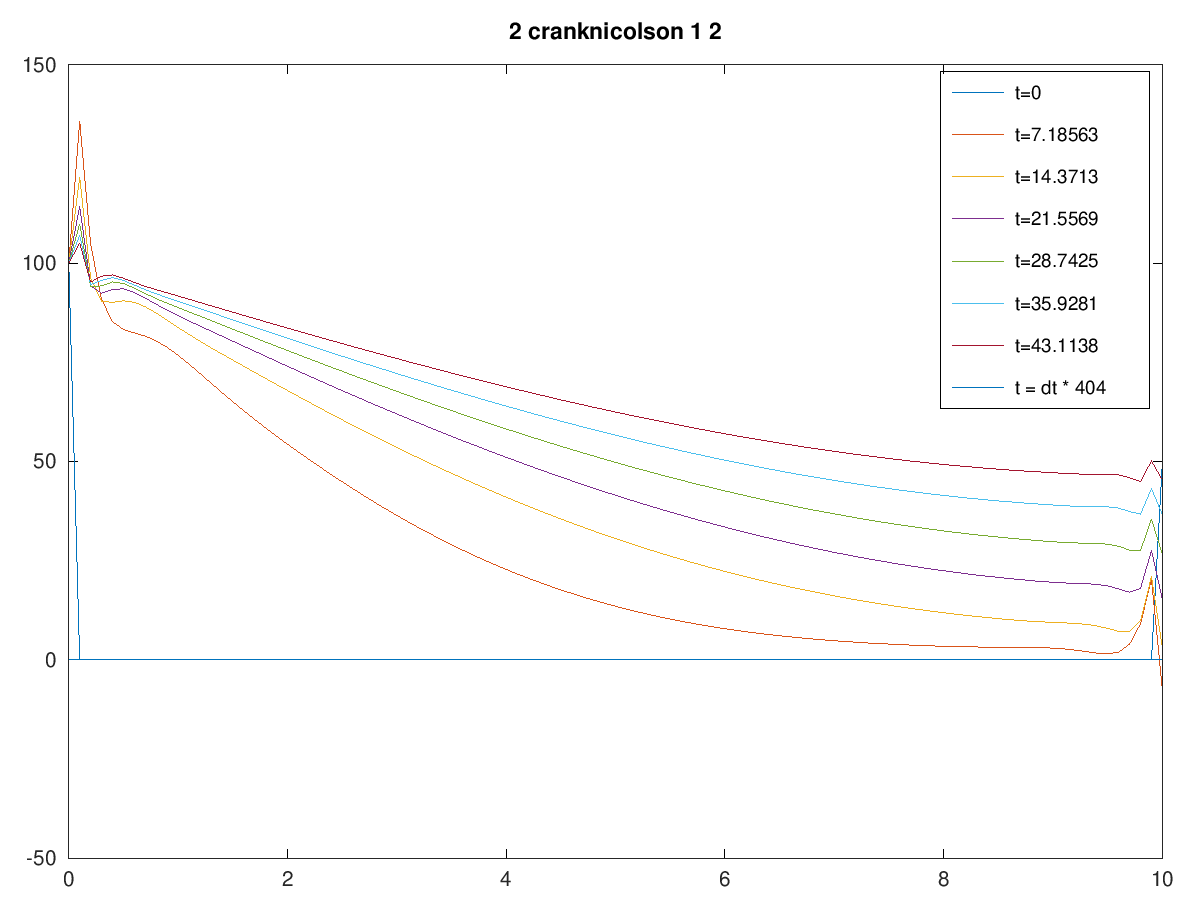 2 cranknicolson 1 2
150
100
50
0
-50
0 2 4 6 8 10
t=0
t=7.18563
t=14.3713
t=21.5569
t=28.7425
t=35.9281
t=43.1138
t = dt * 404